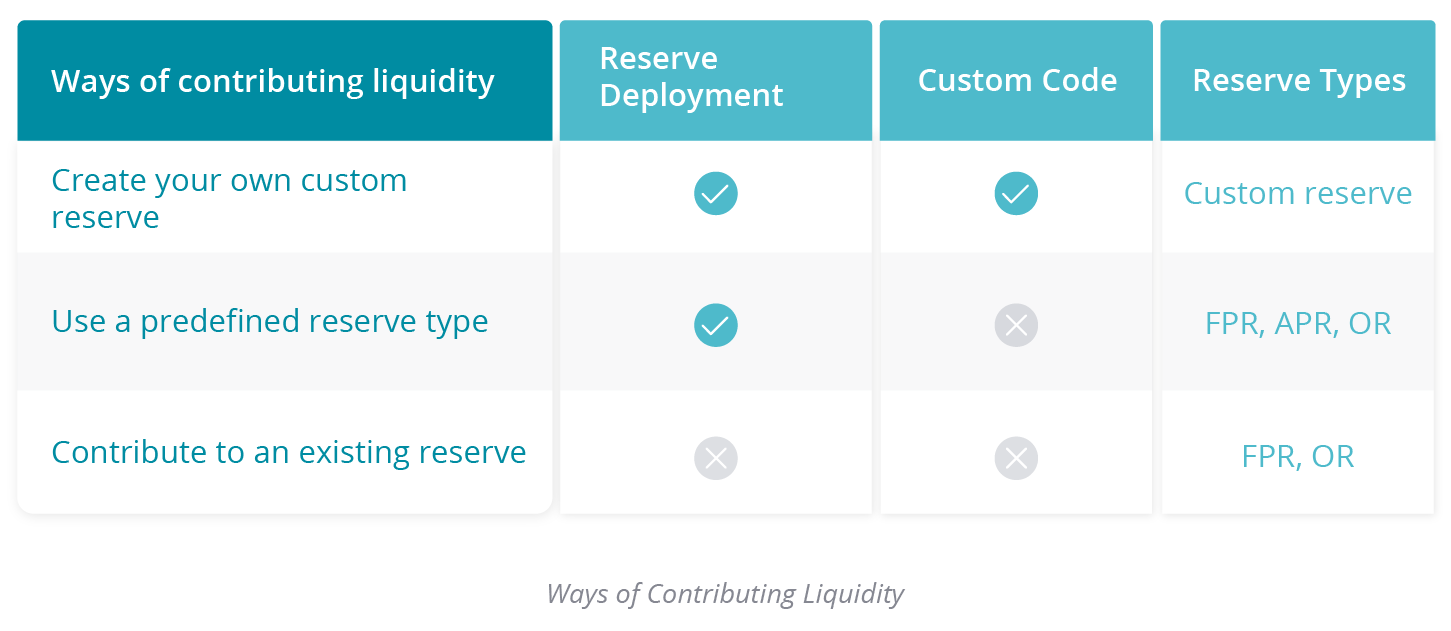 Ways of contributing liquidity
Reserve
Deployment
Custom Code
Reserve Types
Create your own custom
reserve
Custom reserve
Use a predefined reserve type
FPR, APR, OR
Contribute to an existing reserve
FPR, OR
Ways of Contributing Liquidity